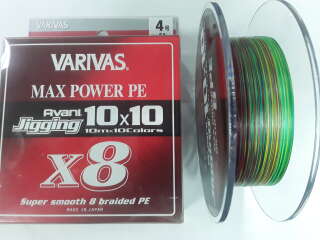 4号
VARIVAS
MAX POWER PE
Avani
Jigging 10x10
10m x 10Colors
x8
Super smooth 8 braided PE
MADE IN JAPAN